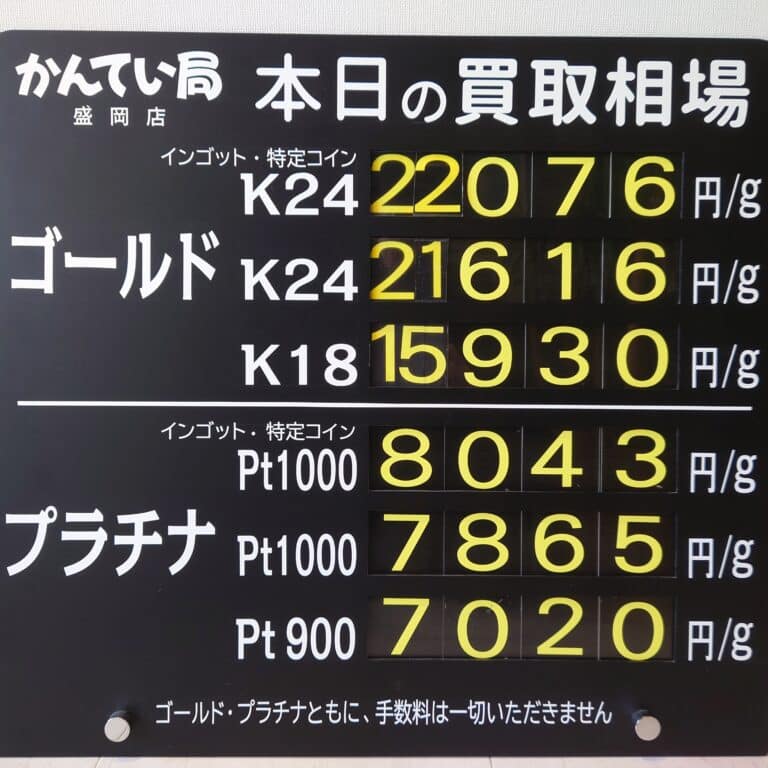 かんてい局 本日の買取相場
盛岡店
インゴット・特定コイン
K24 22076 円/g
ゴールド K24 21616 円/g
K18 15930 円/g
インゴット・特定コイン
Pt1000 8043 円/g
プラチナ Pt1000 7865 円/g
Pt900 7020 円/g
ゴールド・プラチナともに、手数料は一切いただきません